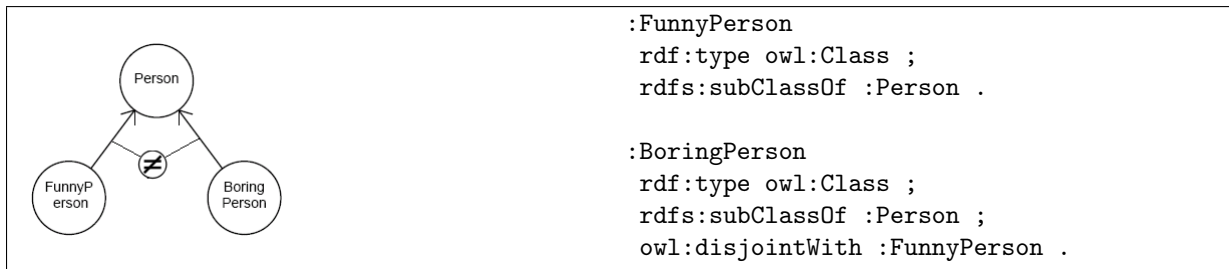 Person
≠
FunnyP
erson
Boring
Person
:FunnyPerson
rdf:type owl:Class ;
rdfs:subClassOf :Person .
:BoringPerson
rdf:type owl:Class ;
rdfs:subClassOf :Person ;
owl:disjointWith :FunnyPerson .